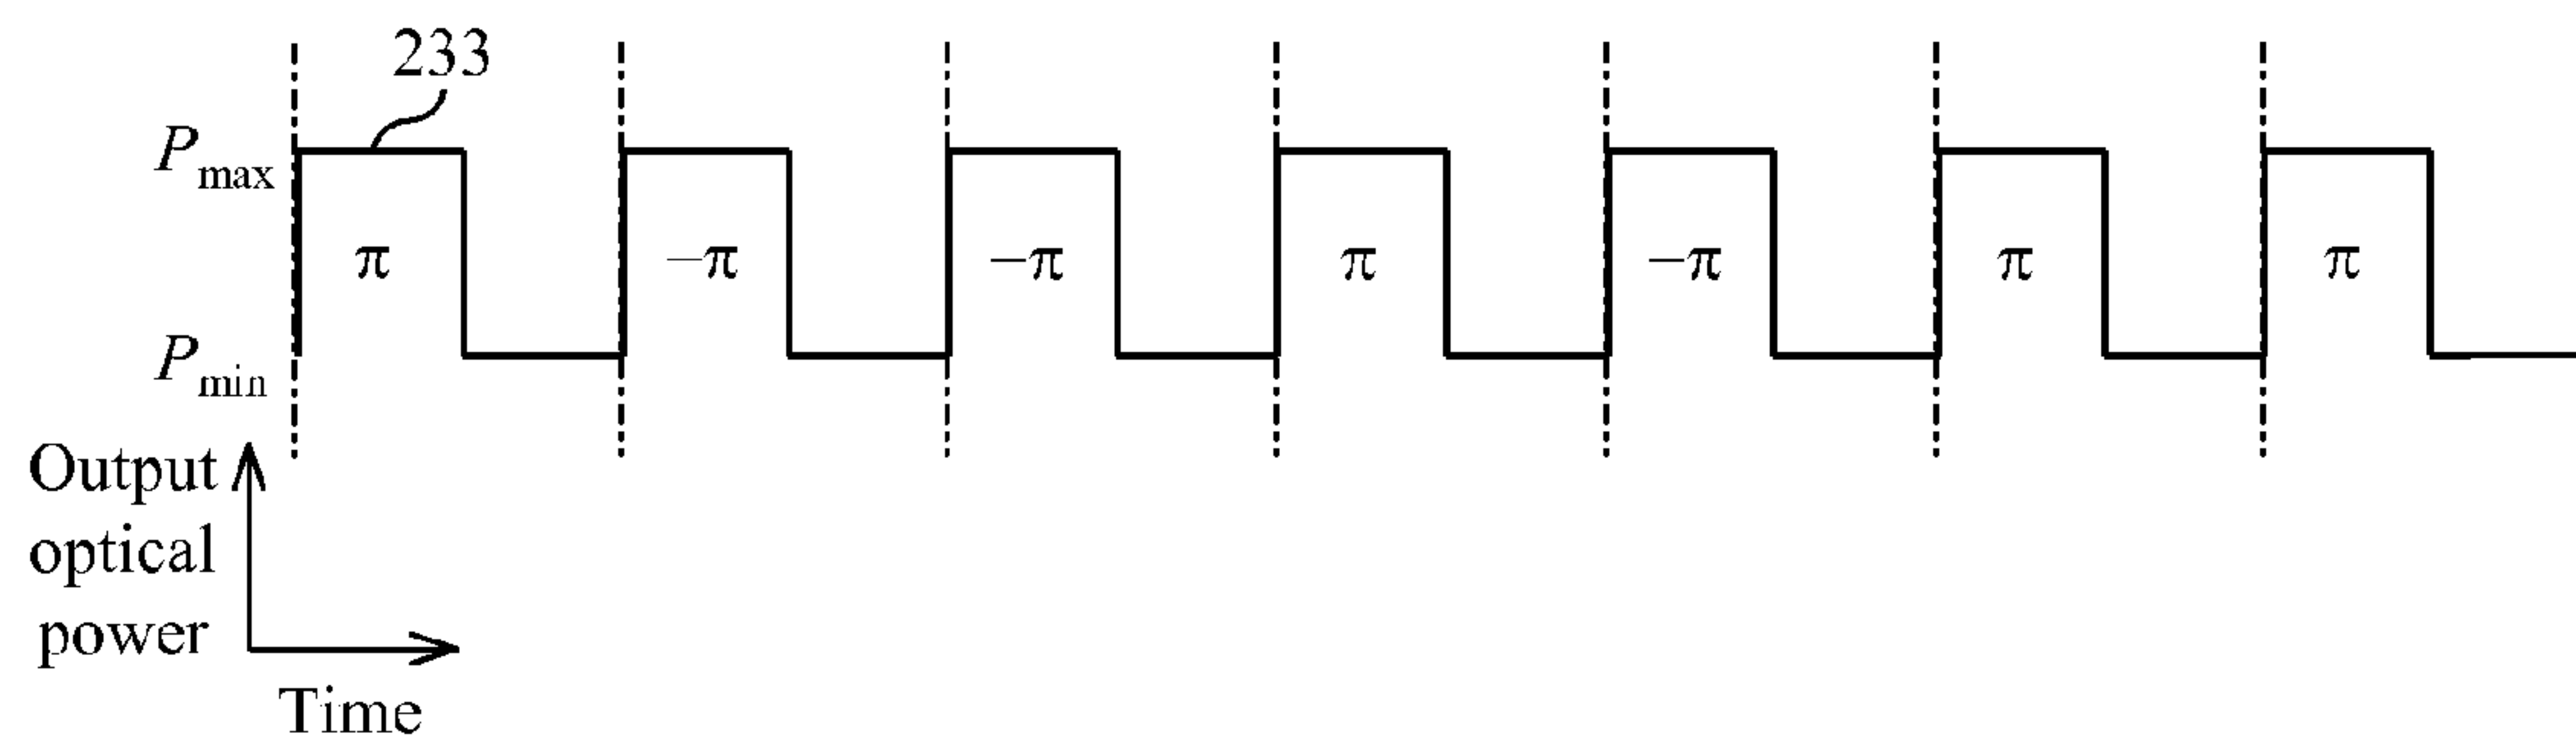 233
Pmax
π −π −π π −π π π
Pmin
Output
optical
power
Time